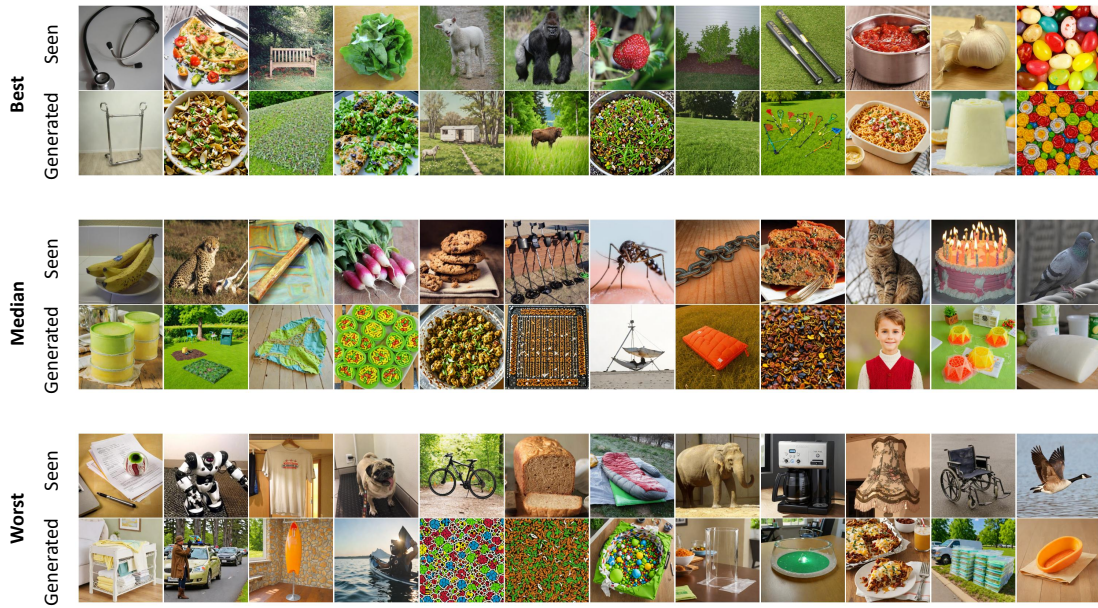 Best
Seen
Generated
Median
Seen
Generated
Worst
Seen
Generated